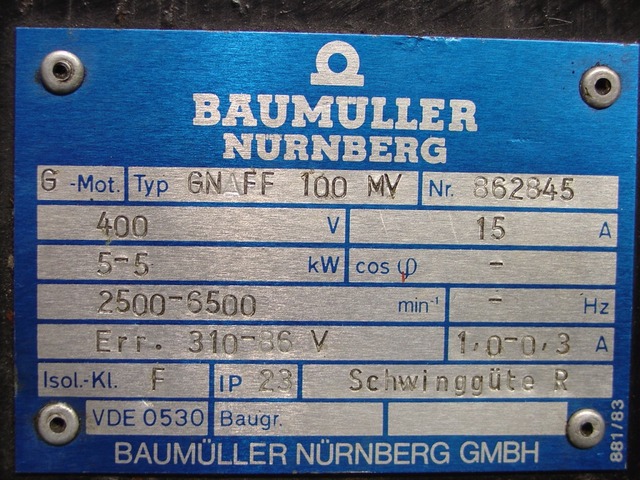 BAUMÜLLER
NÜRNBERG
G -Mot. Typ GN FF 100 MV Nr. 862845
400 V 15 A
5-5 kW cos φ -
2500-6500 min⁻¹ - Hz
Err. 310-86 V 1,0-0,3 A
Isol.-Kl. F IP 23 Schwinggüte R
VDE 0530 Baugr.
BAUMÜLLER NÜRNBERG GMBH
881/83